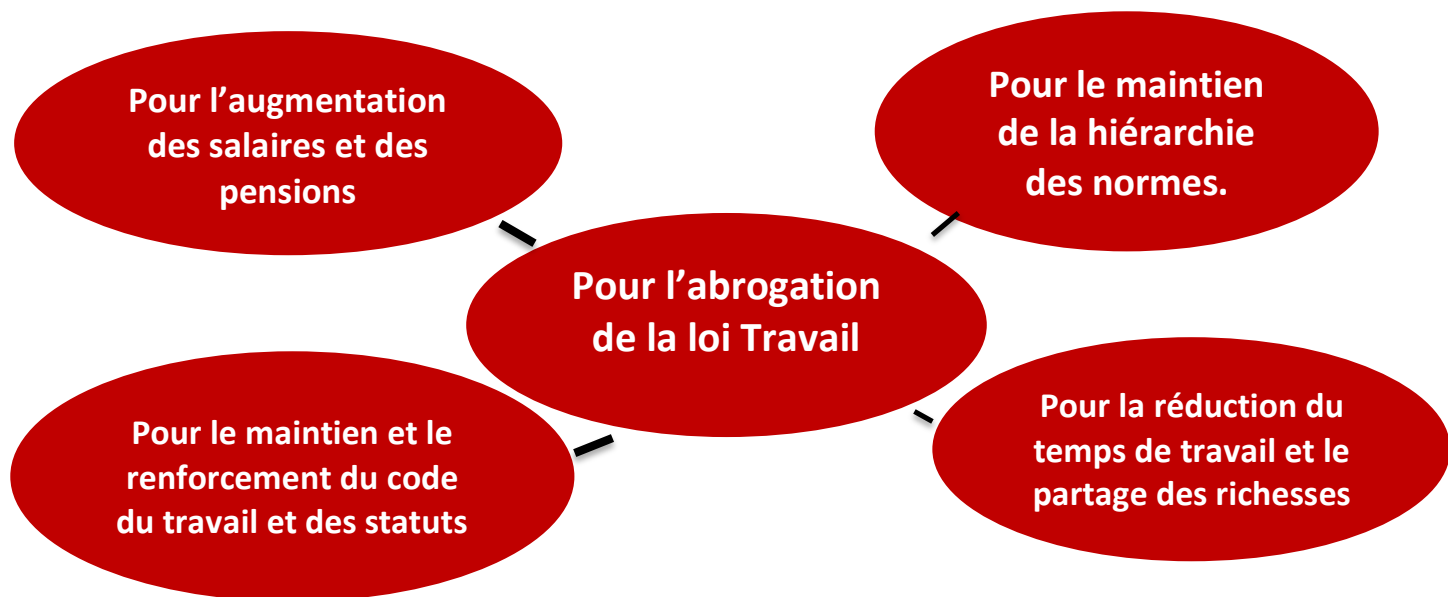 Pour l’augmentation
des salaires et des
pensions
Pour le maintien
de la hiérarchie
des normes.
Pour l’abrogation
de la loi Travail
Pour le maintien et le
renforcement du code
du travail et des statuts
Pour la réduction du
temps de travail et le
partage des richesses